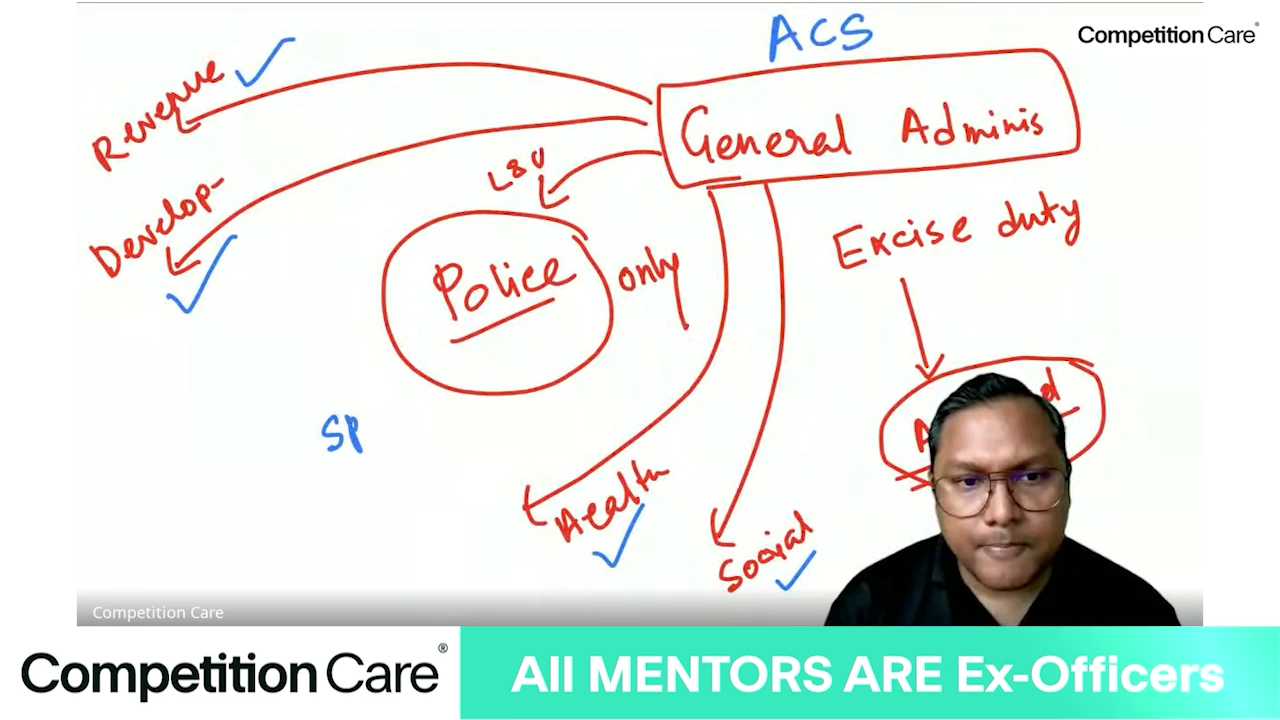 ACS
Competition Care
Revenue
General Adminis
L&O
Develop-
Excise duty
Police
only
SP
Health
Social
Competition Care
Competition Care®
All MENTORS ARE Ex-Officers